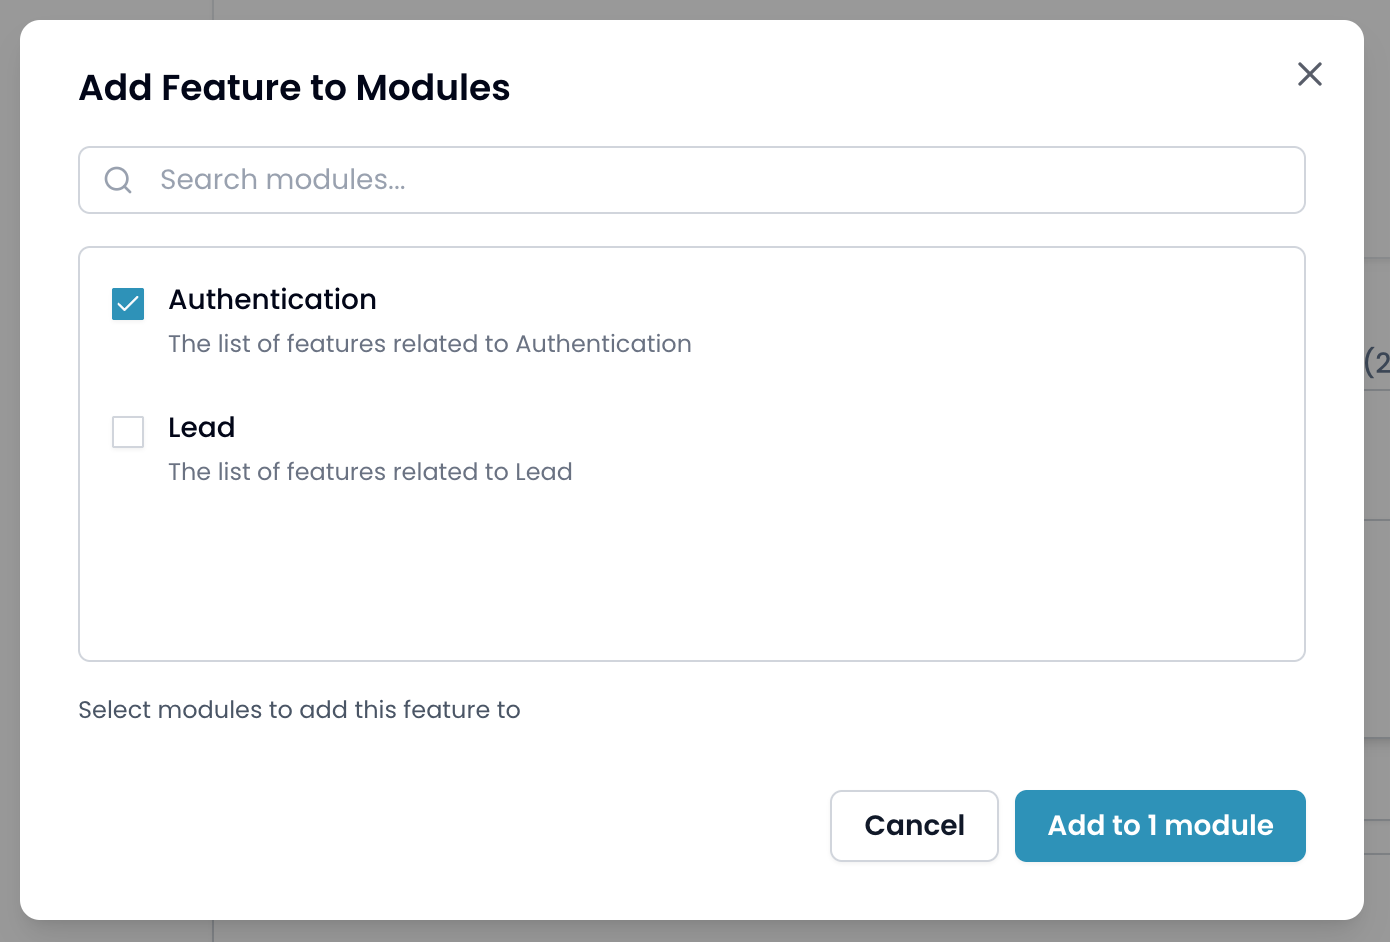 Add Feature to Modules
Search modules...
Authentication
The list of features related to Authentication
(2
Lead
The list of features related to Lead
Select modules to add this feature to
Cancel
Add to 1 module